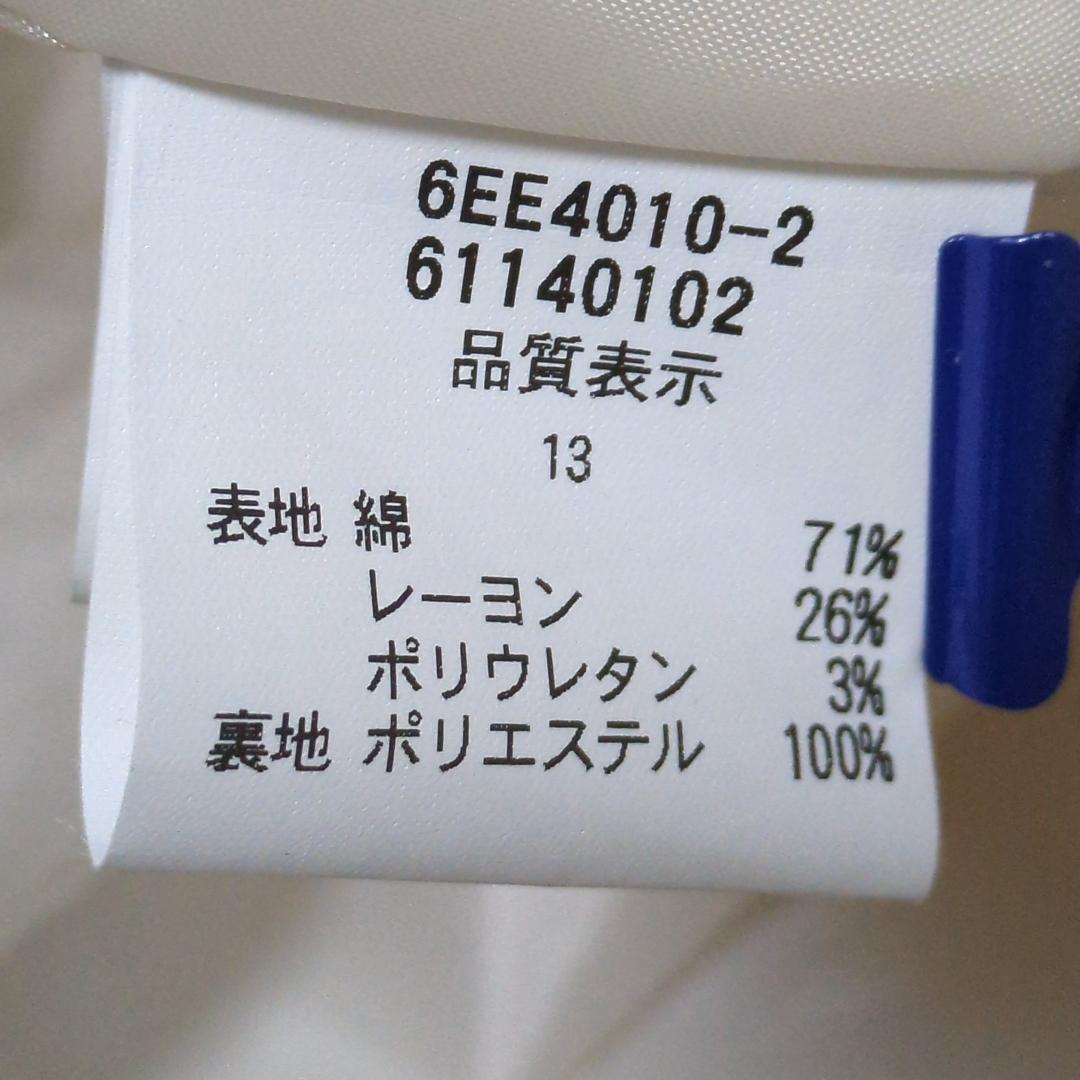 6EE4010-2
61140102
品質表示
13
表地 綿 71%
レーヨン 26%
ポリウレタン 3%
裏地 ポリエステル 100%